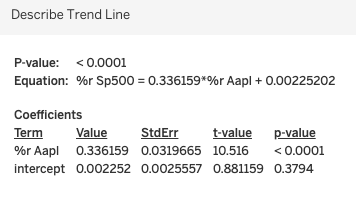 Describe Trend Line
P-value: < 0.0001
Equation: %r Sp500 = 0.336159*%r Aapl + 0.00225202
Coefficients
Term Value StdErr t-value p-value
%r Aapl 0.336159 0.0319665 10.516 < 0.0001
intercept 0.002252 0.0025557 0.881159 0.3794